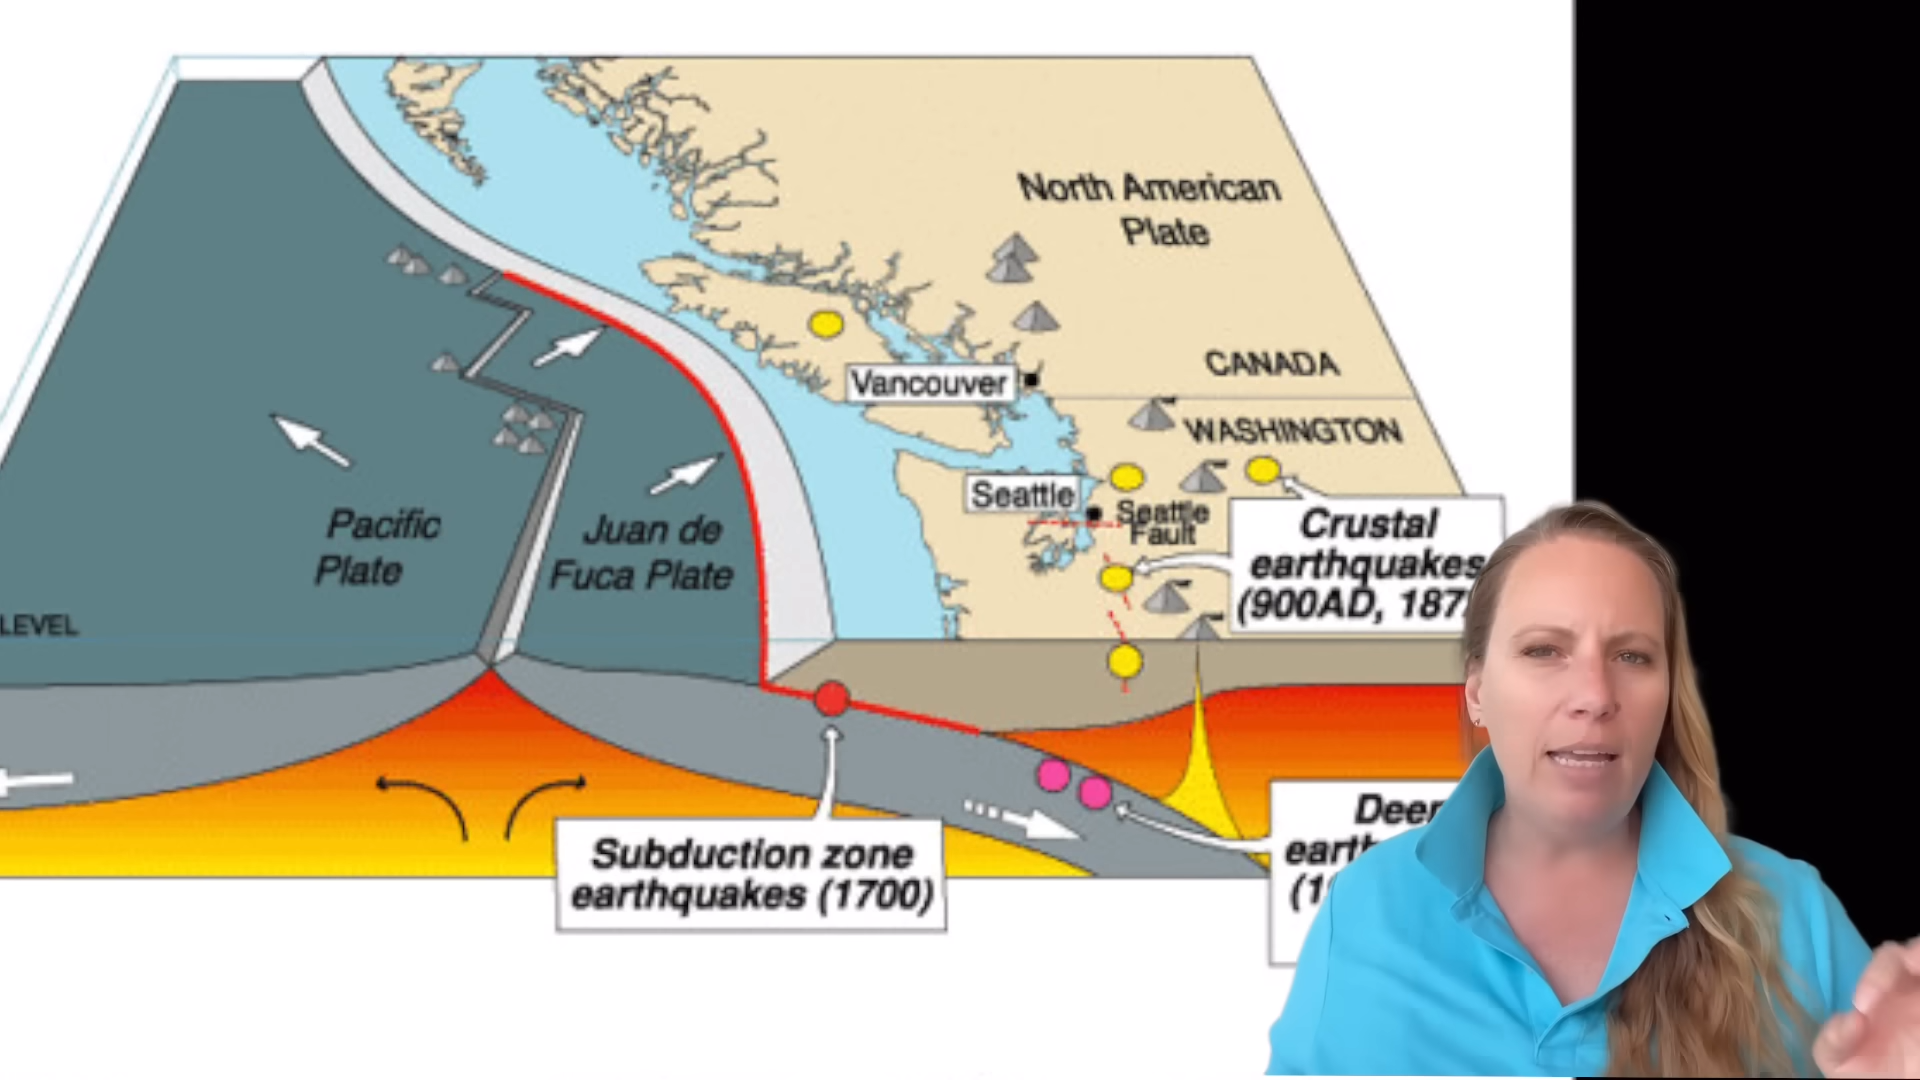 North American
Plate
CANADA
Vancouver
WASHINGTON
Seattle
Seattle
Fault
Crustal
earthquakes
(900AD, 187
Pacific
Plate
Juan de
Fuca Plate
LEVEL
Subduction zone
earthquakes (1700)